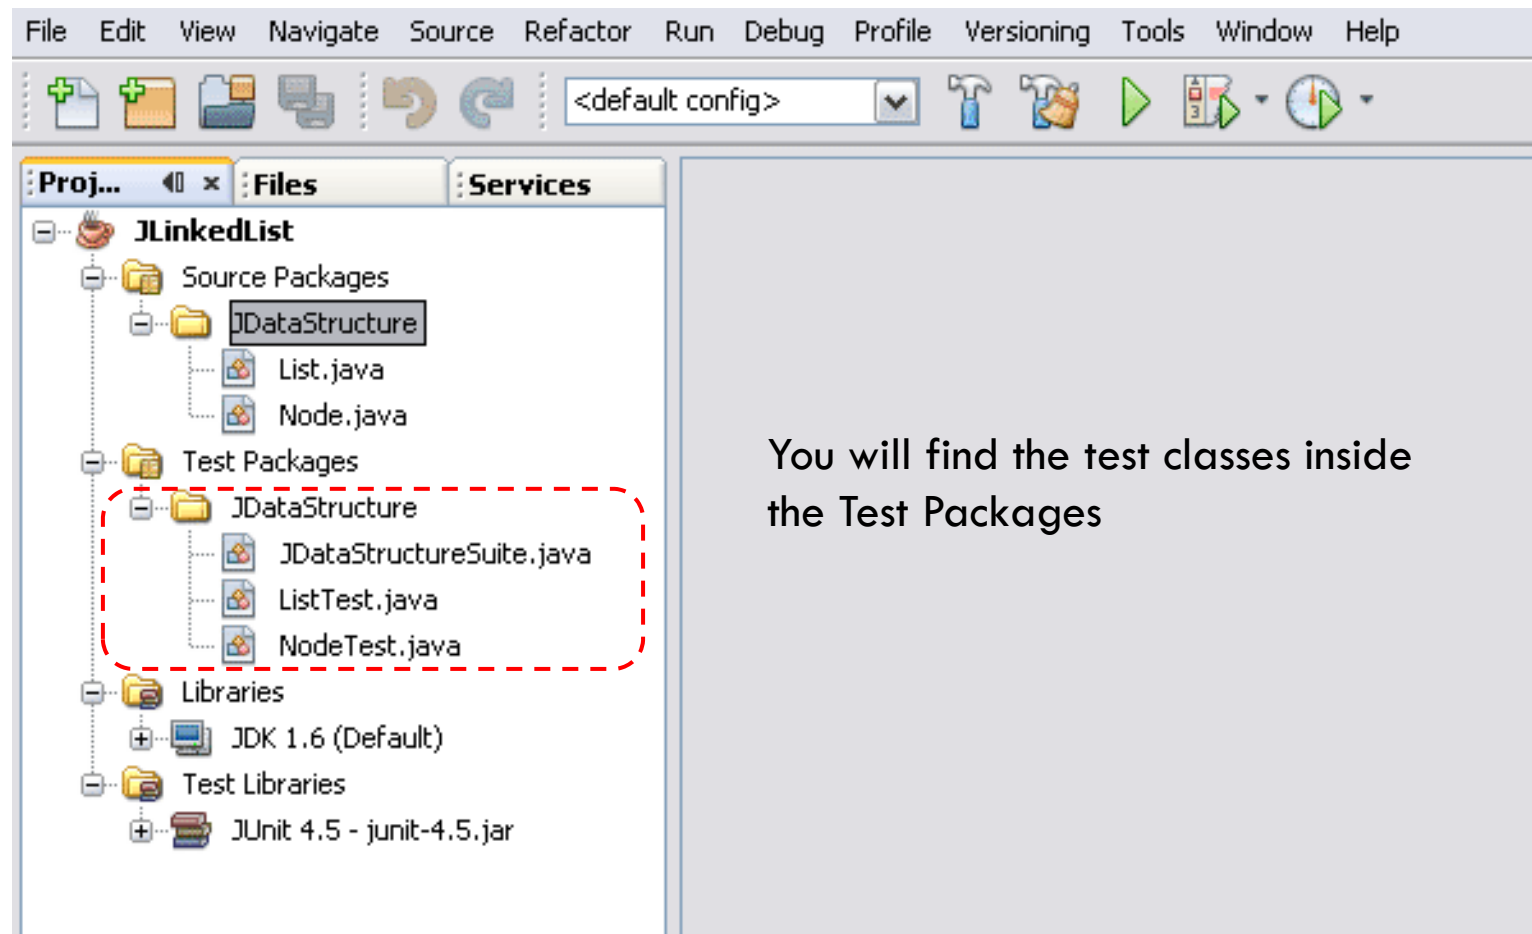 File Edit View Navigate Source Refactor Run Debug Profile Versioning Tools Window Help
<default config>
Proj... Files Services
JLinkedList
Source Packages
JDataStructure
List.java
Node.java
Test Packages
JDataStructure
JDataStructureSuite.java
ListTest.java
NodeTest.java
Libraries
JDK 1.6 (Default)
Test Libraries
JUnit 4.5 - junit-4.5.jar
You will find the test classes inside
the Test Packages